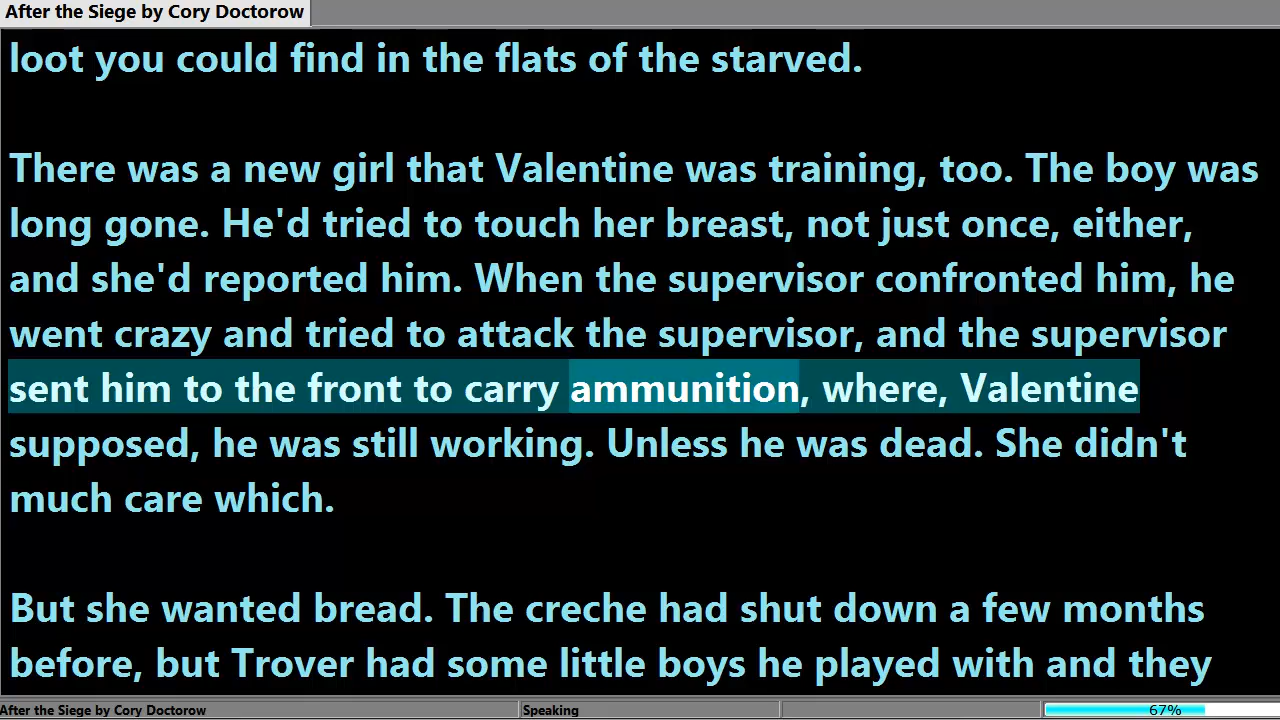 After the Siege by Cory Doctorow
loot you could find in the flats of the starved.
There was a new girl that Valentine was training, too. The boy was
long gone. He'd tried to touch her breast, not just once, either,
and she'd reported him. When the supervisor confronted him, he
went crazy and tried to attack the supervisor, and the supervisor
sent him to the front to carry ammunition, where, Valentine
supposed, he was still working. Unless he was dead. She didn't
much care which.
But she wanted bread. The creche had shut down a few months
before, but Trover had some little boys he played with and they
After the Siege by Cory Doctorow Speaking 67%